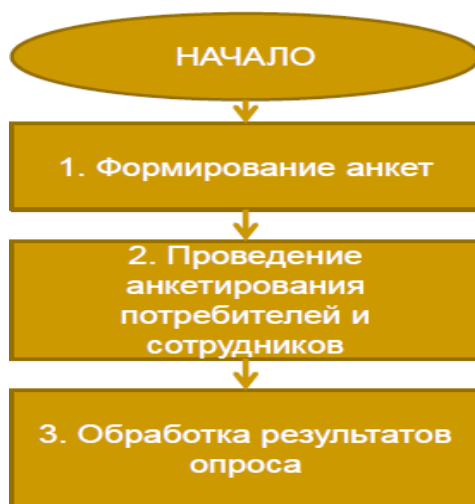 НАЧАЛО
1. Формирование анкет
2. Проведение
анкетирования
потребителей и
сотрудников
3. Обработка результатов
опроса